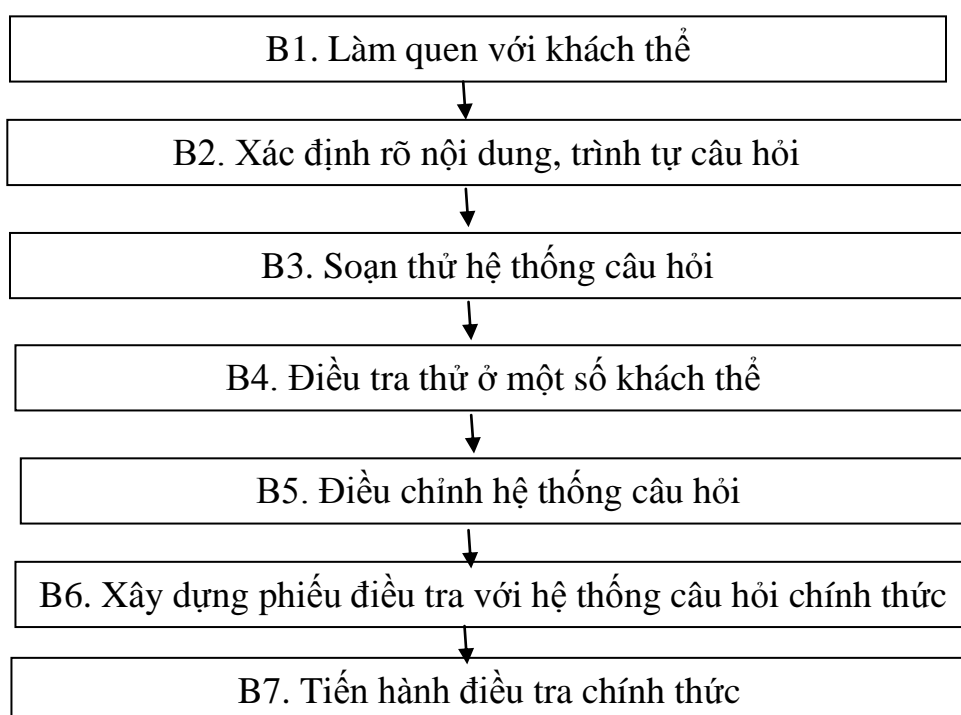 B1. Làm quen với khách thể
B2. Xác định rõ nội dung, trình tự câu hỏi
B3. Soạn thử hệ thống câu hỏi
B4. Điều tra thử ở một số khách thể
B5. Điều chỉnh hệ thống câu hỏi
B6. Xây dựng phiếu điều tra với hệ thống câu hỏi chính thức
B7. Tiến hành điều tra chính thức